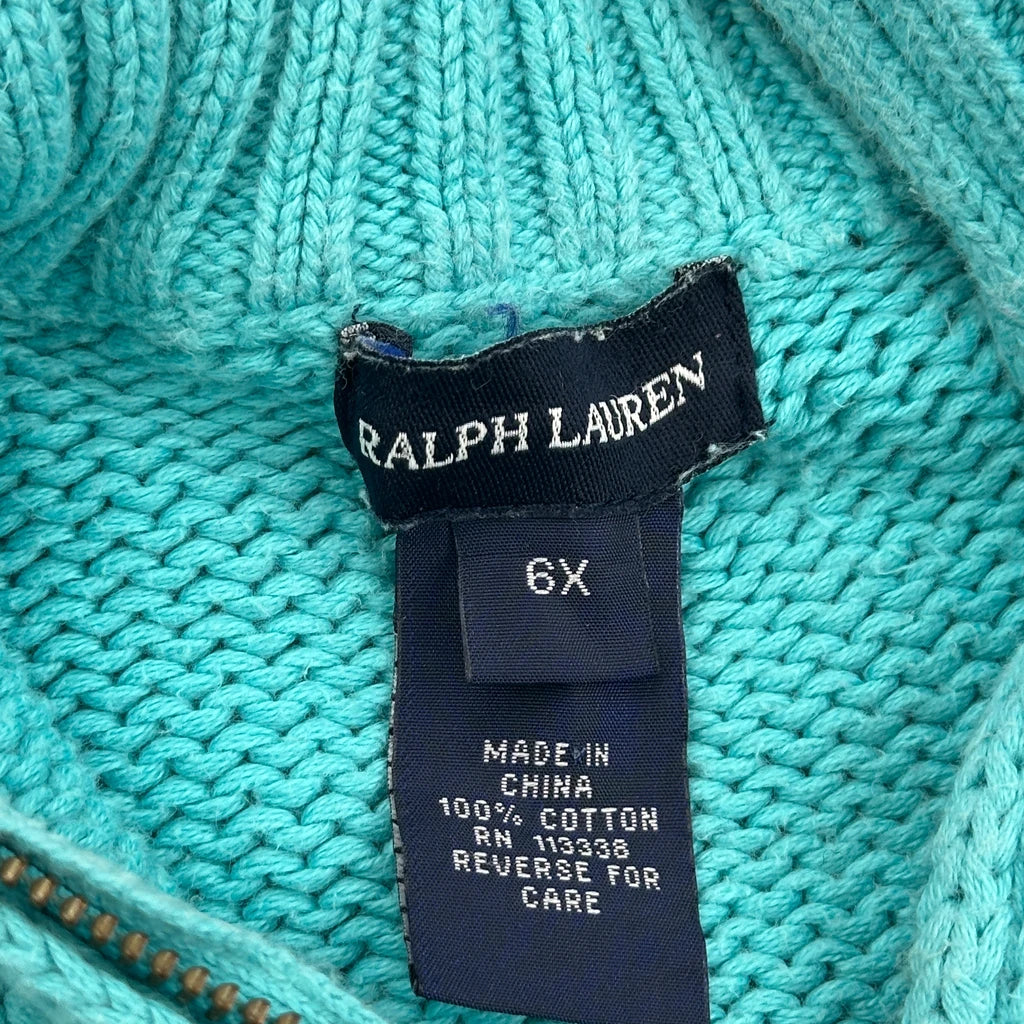 RALPH LAUREN
6X
MADE IN
CHINA
100% COTTON
RN 113338
REVERSE FOR
CARE